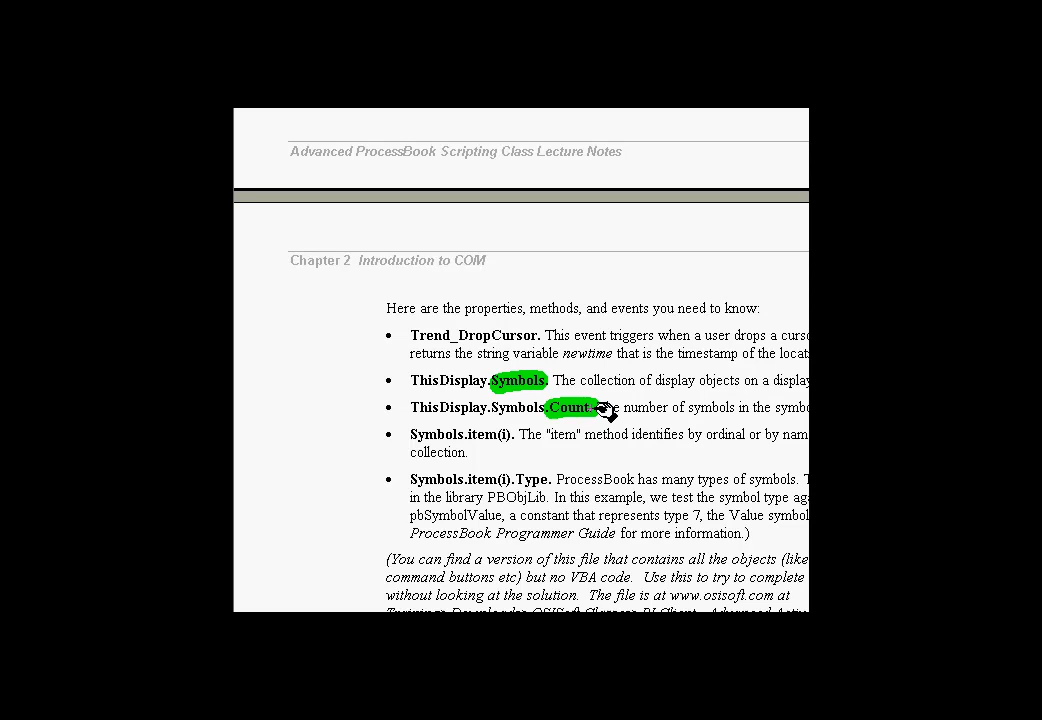 Advanced ProcessBook Scripting Class Lecture Notes
Chapter 2 Introduction to COM
Here are the properties, methods, and events you need to know:
• Trend_DropCursor. This event triggers when a user drops a curso
returns the string variable newtime that is the timestamp of the locat
• ThisDisplay.Symbols. The collection of display objects on a display
• ThisDisplay.Symbols.Count. number of symbols in the symbo
• Symbols.item(i). The "item" method identifies by ordinal or by nam
collection.
• Symbols.item(i).Type. ProcessBook has many types of symbols. T
in the library PBObjLib. In this example, we test the symbol type aga
pbSymbolValue, a constant that represents type 7, the Value symbol
ProcessBook Programmer Guide for more information.)
(You can find a version of this file that contains all the objects (like
command buttons etc) but no VBA code. Use this to try to complete
without looking at the solution. The file is at www.osisoft.com at